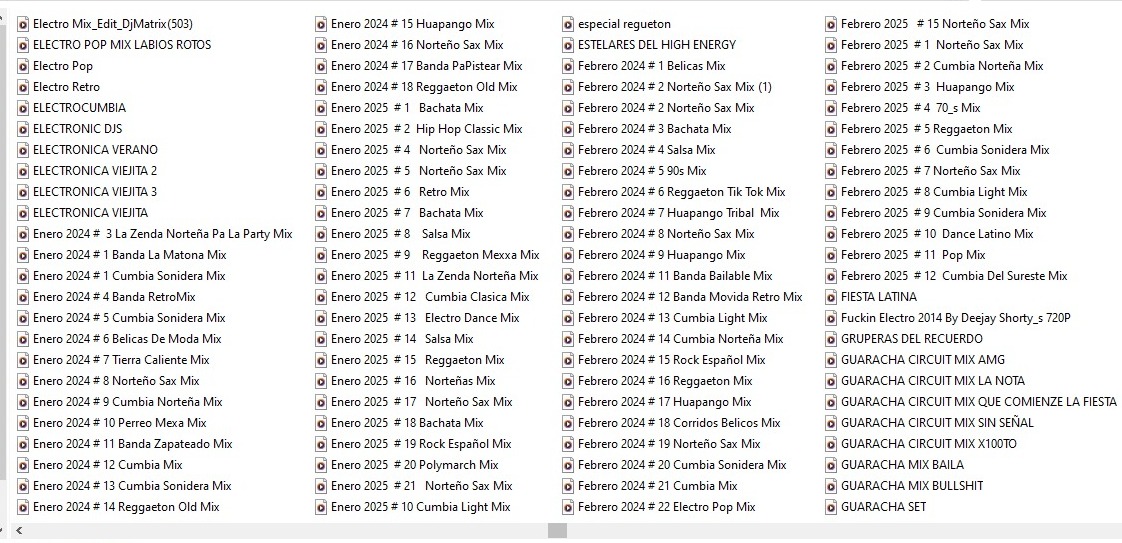 Electro Mix_Edit_DjMatrix(503)
ELECTRO POP MIX LABIOS ROTOS
Electro Pop
Electro Retro
ELECTROCUMBIA
ELECTRONIC DJS
ELECTRONICA VERANO
ELECTRONICA VIEJITA 2
ELECTRONICA VIEJITA 3
ELECTRONICA VIEJITA
Enero 2024 #  3 La Zenda Norteña Pa La Party Mix
Enero 2024 # 1 Banda La Matona Mix
Enero 2024 # 1 Cumbia Sonidera Mix
Enero 2024 # 4 Banda RetroMix
Enero 2024 # 5 Cumbia Sonidera Mix
Enero 2024 # 6 Belicas De Moda Mix
Enero 2024 # 7 Tierra Caliente Mix
Enero 2024 # 8 Norteño Sax Mix
Enero 2024 # 9 Cumbia Norteña Mix
Enero 2024 # 10 Perreo Mexa Mix
Enero 2024 # 11 Banda Zapateado Mix
Enero 2024 # 12 Cumbia Mix
Enero 2024 # 13 Cumbia Sonidera Mix
Enero 2024 # 14 Reggaeton Old Mix
Enero 2024 # 15 Huapango Mix
Enero 2024 # 16 Norteño Sax Mix
Enero 2024 # 17 Banda PaPistear Mix
Enero 2024 # 18 Reggaeton Old Mix
Enero 2025  # 1   Bachata Mix
Enero 2025  # 2  Hip Hop Classic Mix
Enero 2025  # 4   Norteño Sax Mix
Enero 2025  # 5   Norteño Sax Mix
Enero 2025  # 6   Retro Mix
Enero 2025  # 7   Bachata Mix
Enero 2025  # 8    Salsa Mix
Enero 2025  # 9    Reggaeton Mexxa Mix
Enero 2025  # 11  La Zenda Norteña Mix
Enero 2025  # 12   Cumbia Clasica Mix
Enero 2025  # 13   Electro Dance Mix
Enero 2025  # 14   Salsa Mix
Enero 2025  # 15   Reggaeton Mix
Enero 2025  # 16   Norteñas Mix
Enero 2025  # 17   Norteño Sax Mix
Enero 2025  # 18 Bachata Mix
Enero 2025  # 19 Rock Español Mix
Enero 2025  # 20 Polymarch Mix
Enero 2025  # 21   Norteño Sax Mix
Enero 2025 # 10 Cumbia Light Mix
especial regueton
ESTELARES DEL HIGH ENERGY
Febrero 2024 # 1 Belicas Mix
Febrero 2024 # 2 Norteño Sax Mix (1)
Febrero 2024 # 2 Norteño Sax Mix
Febrero 2024 # 3 Bachata Mix
Febrero 2024 # 4 Salsa Mix
Febrero 2024 # 5 90s Mix
Febrero 2024 # 6 Reggaeton Tik Tok Mix
Febrero 2024 # 7 Huapango Tribal  Mix
Febrero 2024 # 8 Norteño Sax Mix
Febrero 2024 # 9 Huapango Mix
Febrero 2024 # 11 Banda Bailable Mix
Febrero 2024 # 12 Banda Movida Retro Mix
Febrero 2024 # 13 Cumbia Light Mix
Febrero 2024 # 14 Cumbia Norteña Mix
Febrero 2024 # 15 Rock Español Mix
Febrero 2024 # 16 Reggaeton Mix
Febrero 2024 # 17 Huapango Mix
Febrero 2024 # 18 Corridos Belicos Mix
Febrero 2024 # 19 Norteño Sax Mix
Febrero 2024 # 20 Cumbia Sonidera Mix
Febrero 2024 # 21 Cumbia Mix
Febrero 2024 # 22 Electro Pop Mix
Febrero 2025   # 15 Norteño Sax Mix
Febrero 2025  # 1  Norteño Sax Mix
Febrero 2025  # 2 Cumbia Norteña Mix
Febrero 2025  # 3  Huapango Mix
Febrero 2025  # 4  70_s Mix
Febrero 2025  # 5 Reggaeton Mix
Febrero 2025  # 6  Cumbia Sonidera Mix
Febrero 2025  # 7 Norteño Sax Mix
Febrero 2025  # 8 Cumbia Light Mix
Febrero 2025  # 9 Cumbia Sonidera Mix
Febrero 2025  # 10  Dance Latino Mix
Febrero 2025  # 11  Pop Mix
Febrero 2025  # 12  Cumbia Del Sureste Mix
FIESTA LATINA
Fuckin Electro 2014 By Deejay Shorty_s 720P
GRUPERAS DEL RECUERDO
GUARACHA CIRCUIT MIX AMG
GUARACHA CIRCUIT MIX LA NOTA
GUARACHA CIRCUIT MIX QUE COMIENZE LA FIESTA
GUARACHA CIRCUIT MIX SIN SEÑAL
GUARACHA CIRCUIT MIX X100TO
GUARACHA MIX BAILA
GUARACHA MIX BULLSHIT
GUARACHA SET